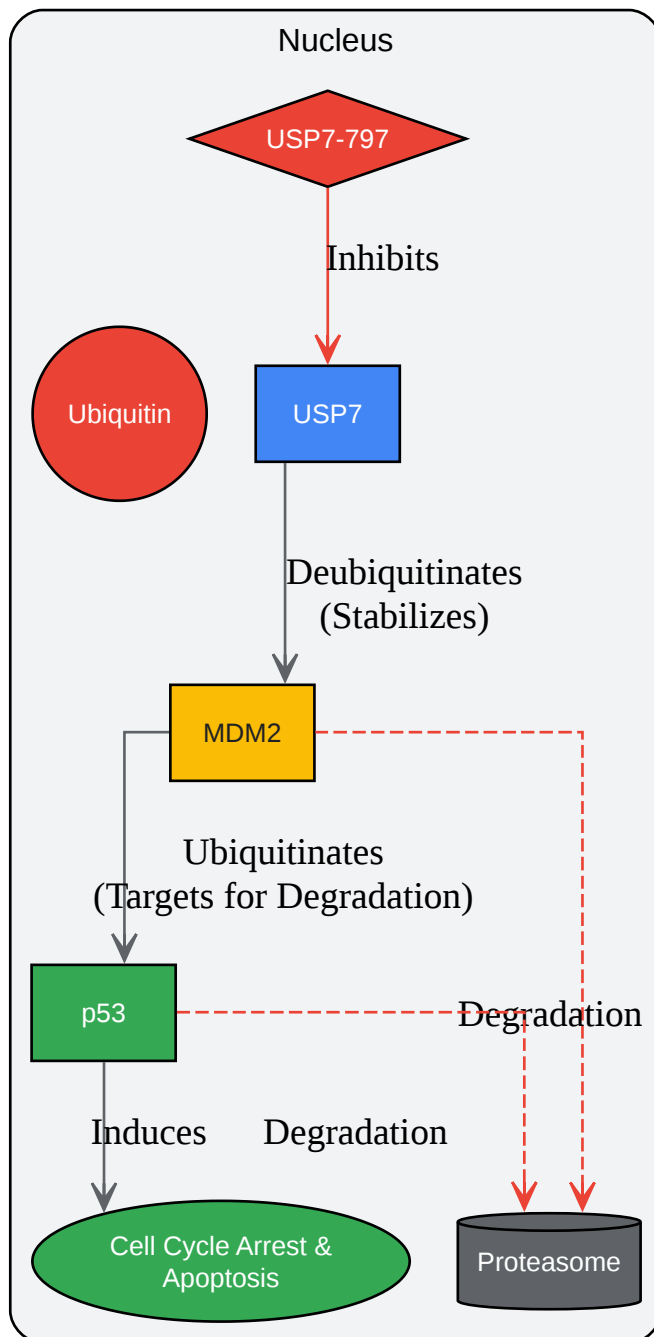 Nucleus
USP7-797
Inhibits
Ubiquitin
USP7
Deubiquitinates
(Stabilizes)
MDM2
Ubiquitinates
(Targets for Degradation)
p53
Degradation
Induces
Degradation
Cell Cycle Arrest &
Apoptosis
Proteasome